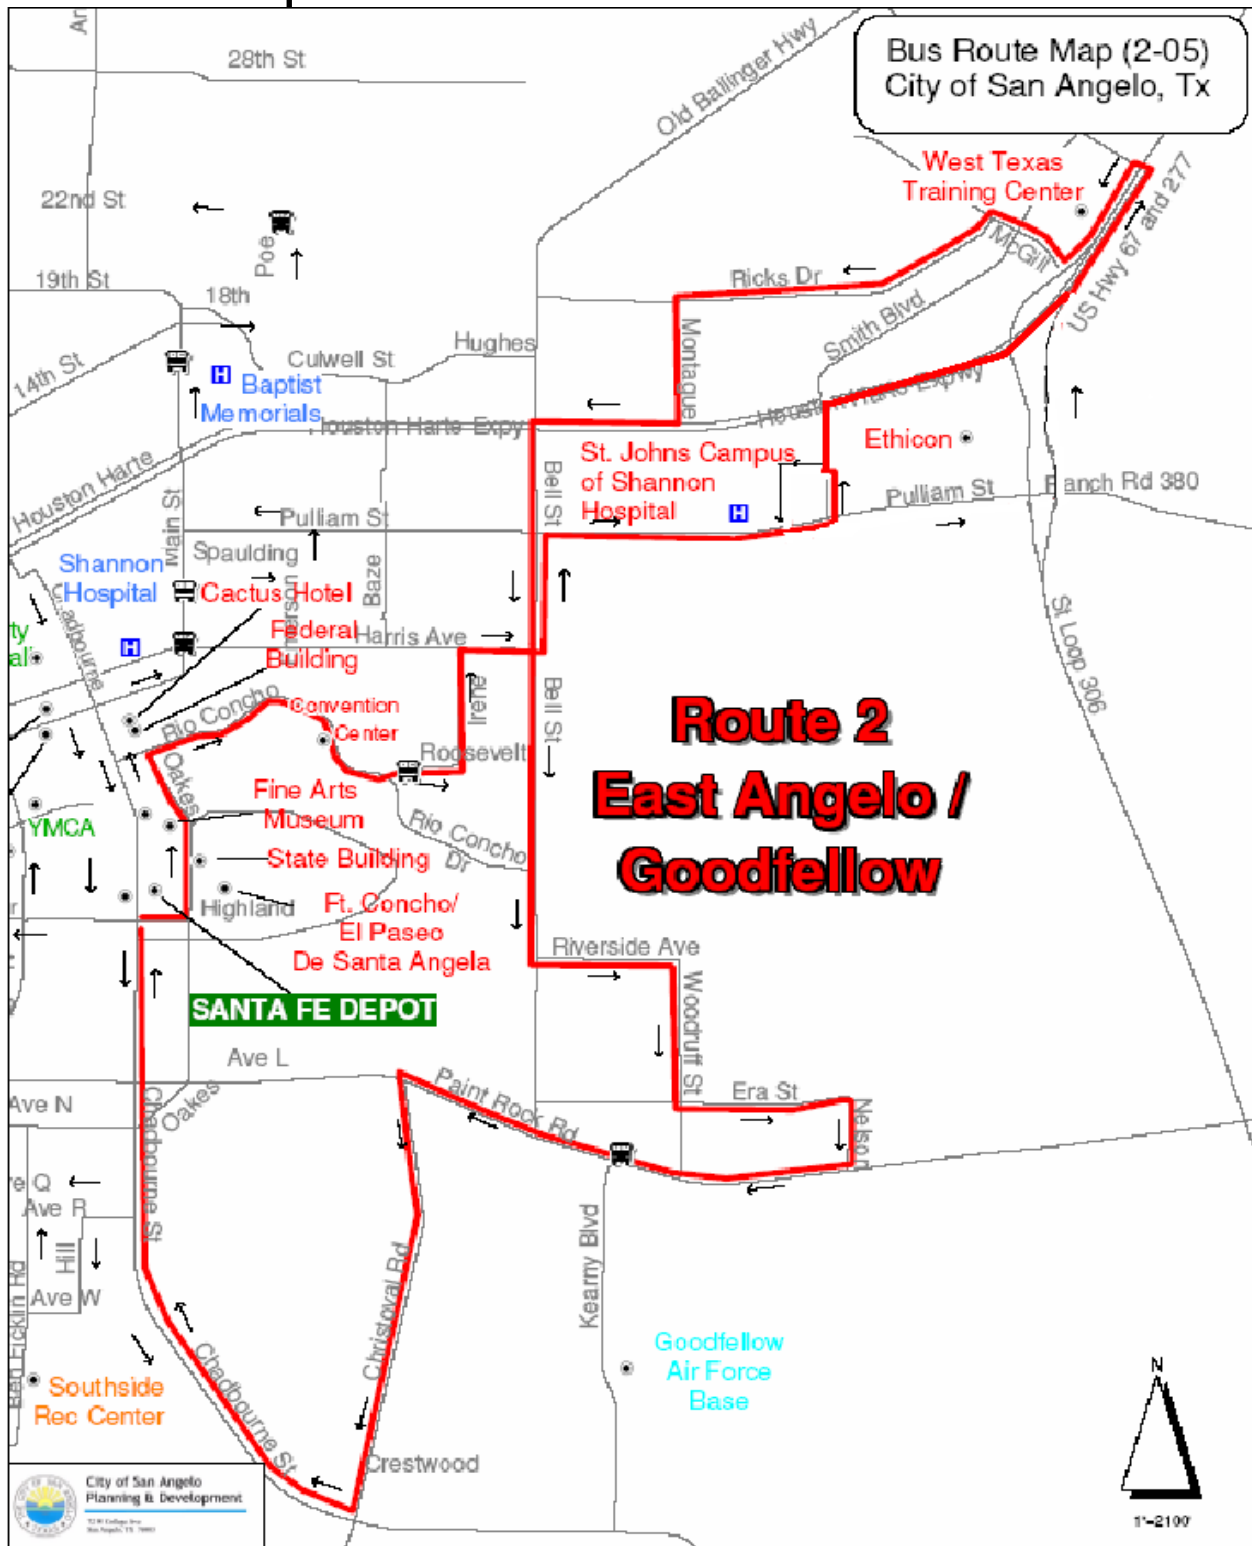 Bus Route Map (2-05)
City of San Angelo, Tx
28th St
Old Ballinger Hwy
West Texas
Training Center
22nd St
Poe
McGill
US Hwy 67 and 277
19th St
18th
Ricks Dr
Smith Blvd
Montague
Hughes
Culwell St
14th St
H
Baptist
Memorials
Houston Harte Expwy
Houston Harte Expy
Ethicon
St. Johns Campus
of Shannon
Hospital
H
Bell St
Houston Harte
Main St
Pulliam St
Pulliam St
Ranch Rd 380
Spaulding
Shannon
Hospital
Cactus Hotel
Baze
Federal
Building
Harris Ave
H
St Loop 306
Rio Concho
Convention
Center
Irene
Bell St
Roosevelt
Route 2
East Angelo /
Goodfellow
Oakes
Fine Arts
Museum
YMCA
Rio Concho
Dr
State Building
Highland
Ft. Concho/
El Paseo
De Santa Angela
Riverside Ave
SANTA FE DEPOT
Woodruff St
Ave L
Paint Rock Rd
Era St
Nelson
Ave N
Oakes
Chadbourne St
Ave R
Hill
Ave W
Christoval Rd
Kearny Blvd
Goodfellow
Air Force
Base
Southside
Rec Center
Chadbourne St
Crestwood
N
1"=2100'
City of San Angelo
Planning & Development